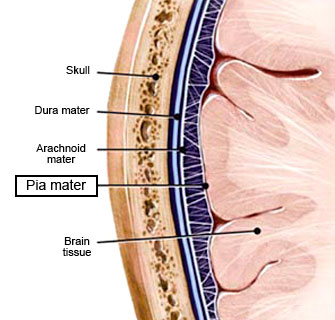 Skull
Dura mater
Arachnoid
mater
Pia mater
Brain
tissue